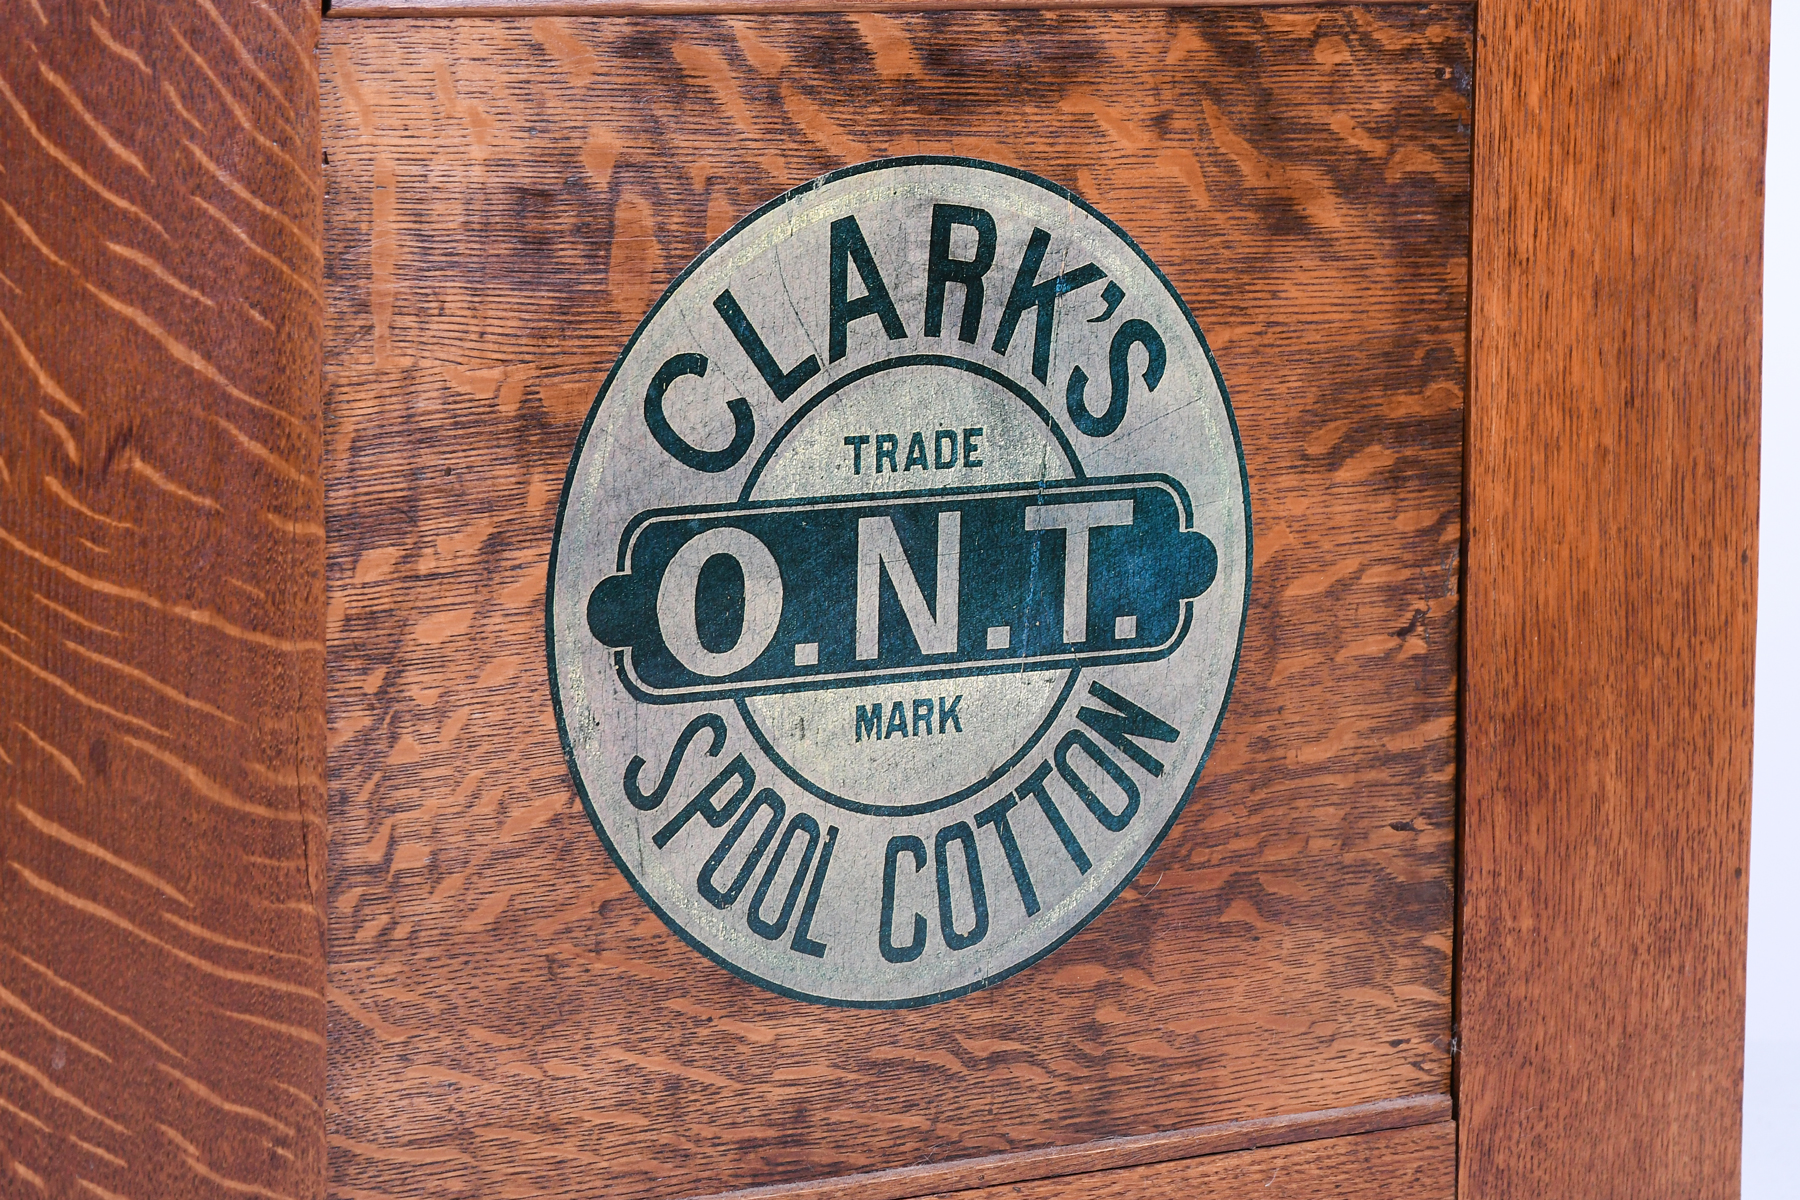 CLARK'S
TRADE
O.N.T.
MARK
SPOOL COTTON